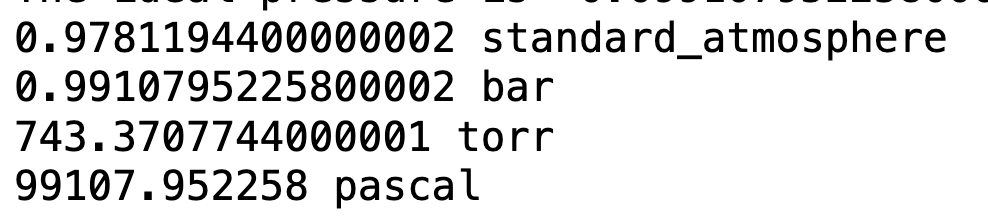 0.9781194400000002 standard_atmosphere
0.9910795225800002 bar
743.3707744000001 torr
99107.952258 pascal